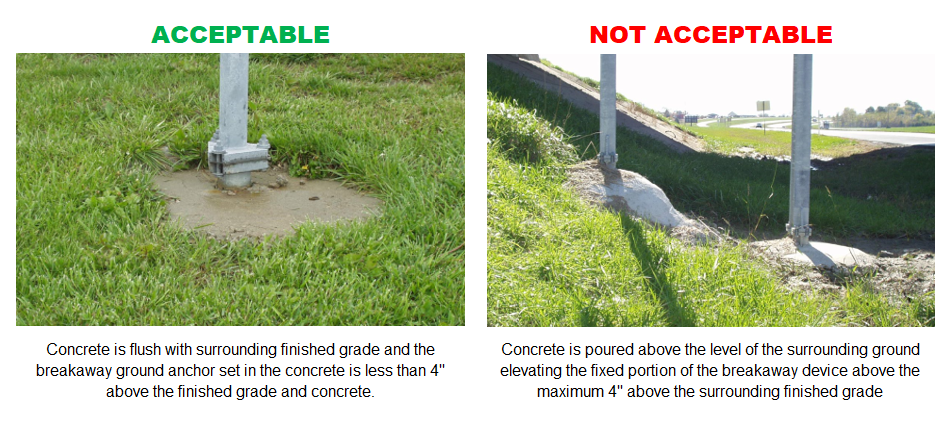 ACCEPTABLE
NOT ACCEPTABLE
Concrete is flush with surrounding finished grade and the
breakaway ground anchor set in the concrete is less than 4"
above the finished grade and concrete.
Concrete is poured above the level of the surrounding ground
elevating the fixed portion of the breakaway device above the
maximum 4" above the surrounding finished grade